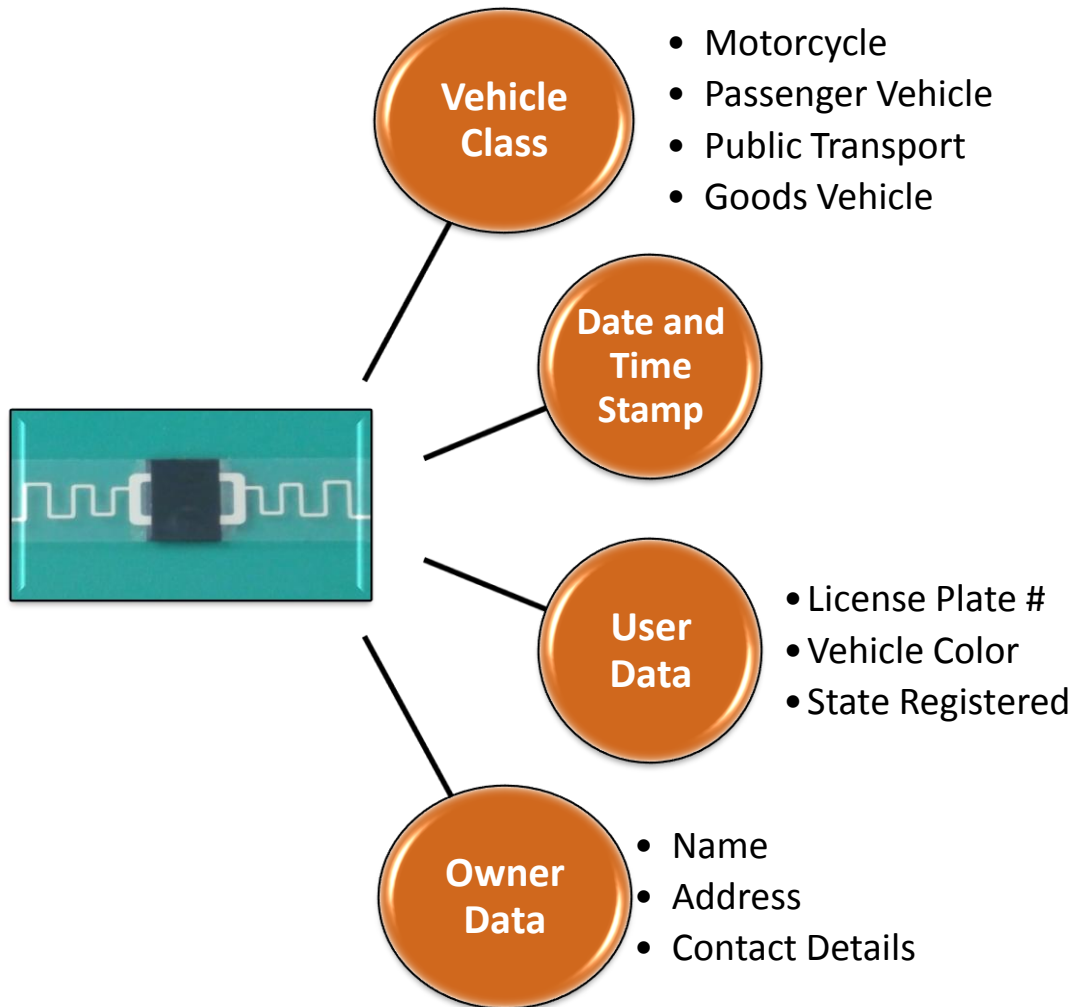 Vehicle
Class
• Motorcycle
• Passenger Vehicle
• Public Transport
• Goods Vehicle
Date and
Time
Stamp
User
Data
• License Plate #
• Vehicle Color
• State Registered
Owner
Data
• Name
• Address
• Contact Details